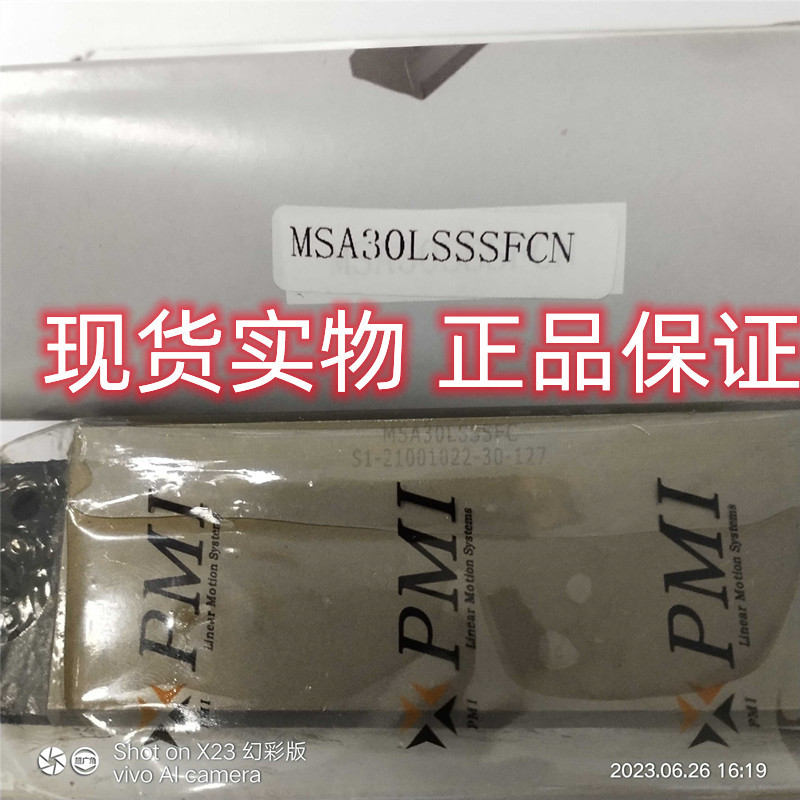 MSA30LSSSFCN
现货实物 正品保证
MSA30LSSSFC
S1-21001022-30-127
PMI
Linear Motion Systems
PMI
PMI
Linear Motion Systems
PMI
PMI
Linear Motion Systems
PMI
Shot on X23 幻彩版
vivo AI camera
2023.06.26 16:19